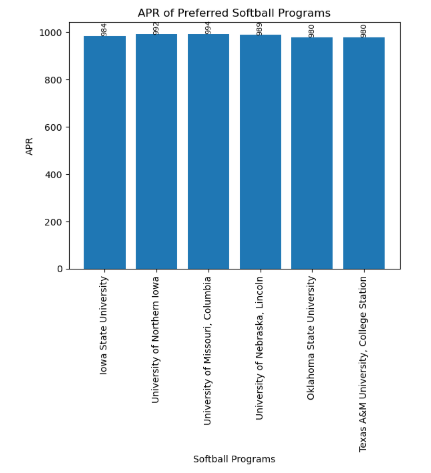 APR of Preferred Softball Programs
984
992
994
989
980
980
1000
800
600
400
200
0
APR
Iowa State University
University of Northern Iowa
University of Missouri, Columbia
University of Nebraska, Lincoln
Oklahoma State University
Texas A&M University, College Station
Softball Programs